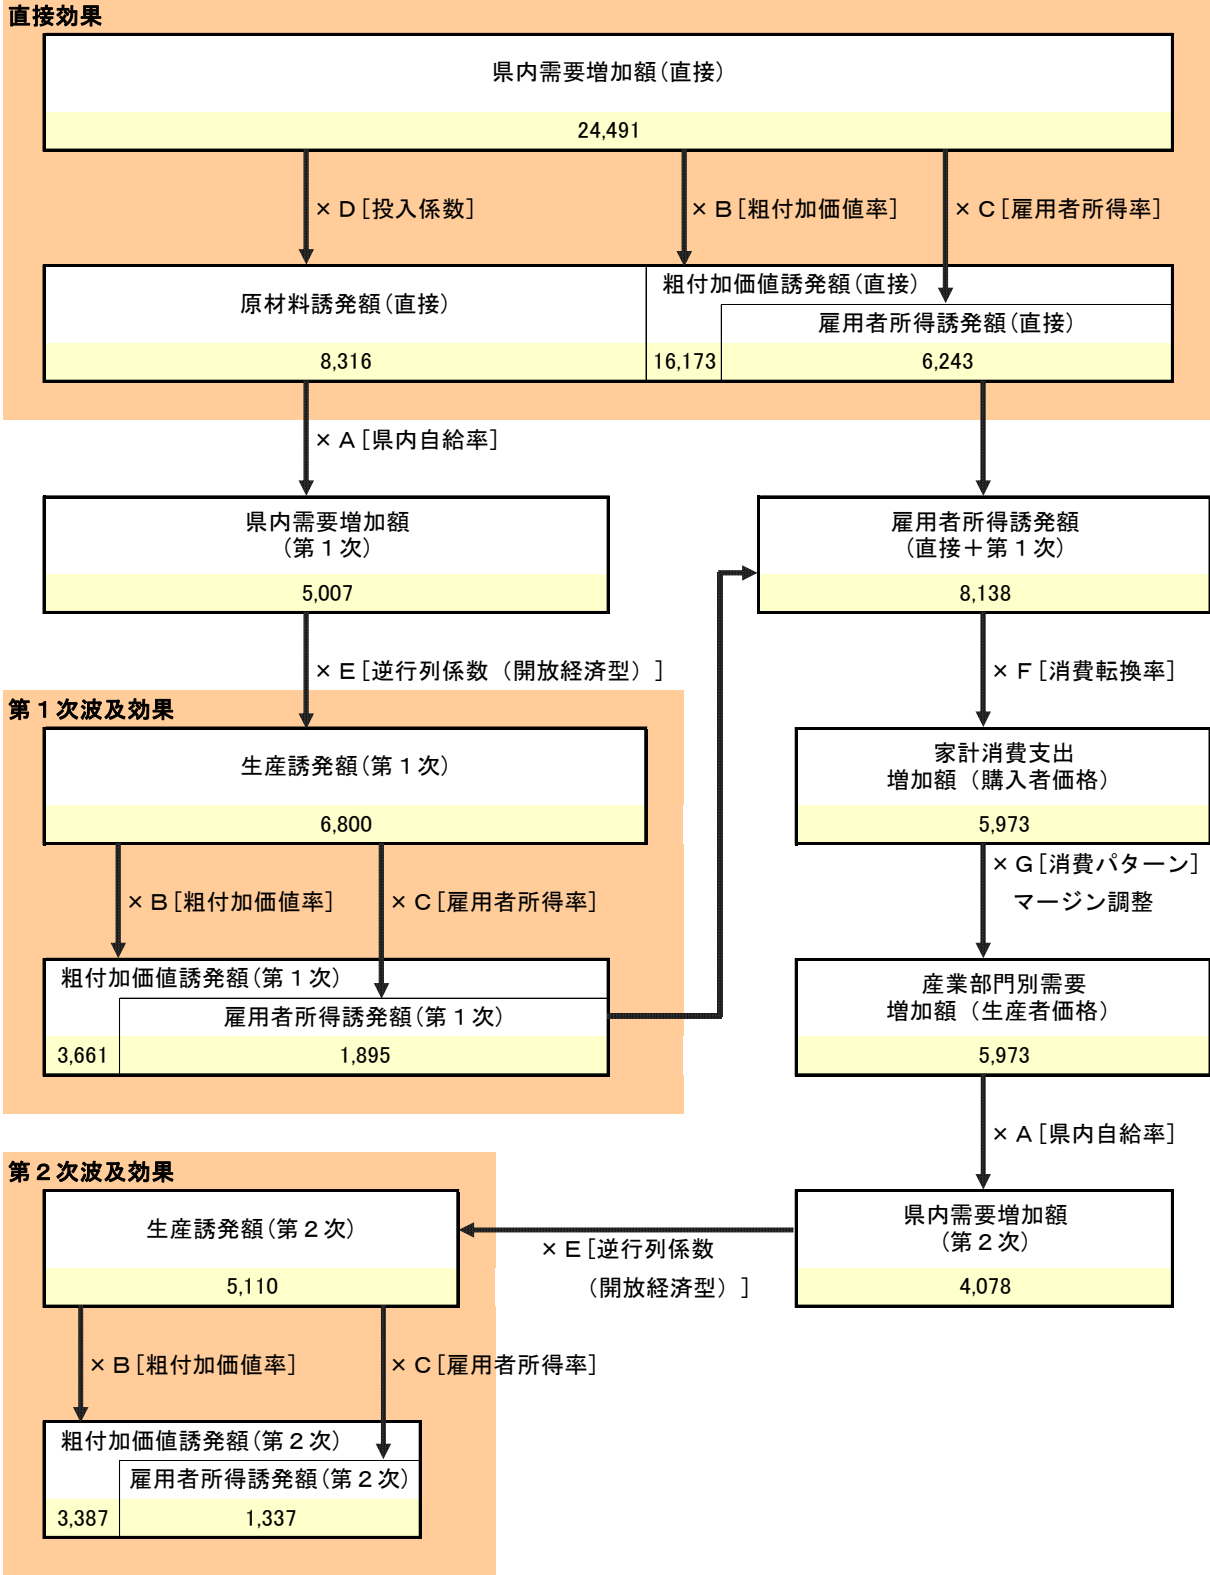 直接効果
県内需要増加額(直接)
24,491
× D[投入係数]
× B[粗付加価値率]
× C[雇用者所得率]
原材料誘発額(直接)
粗付加価値誘発額(直接)
雇用者所得誘発額(直接)
8,316
16,173
6,243
× A[県内自給率]
県内需要増加額
(第1次)
5,007
雇用者所得誘発額
(直接+第1次)
8,138
× E[逆行列係数(開放経済型)]
× F[消費転換率]
第1次波及効果
生産誘発額(第1次)
6,800
家計消費支出
増加額(購入者価格)
5,973
× B[粗付加価値率]
× C[雇用者所得率]
× G[消費パターン]
マージン調整
粗付加価値誘発額(第1次)
雇用者所得誘発額(第1次)
3,661
1,895
産業部門別需要
増加額(生産者価格)
5,973
× A[県内自給率]
第2次波及効果
生産誘発額(第2次)
5,110
× E[逆行列係数
(開放経済型)]
県内需要増加額
(第2次)
4,078
× B[粗付加価値率]
× C[雇用者所得率]
粗付加価値誘発額(第2次)
雇用者所得誘発額(第2次)
3,387
1,337